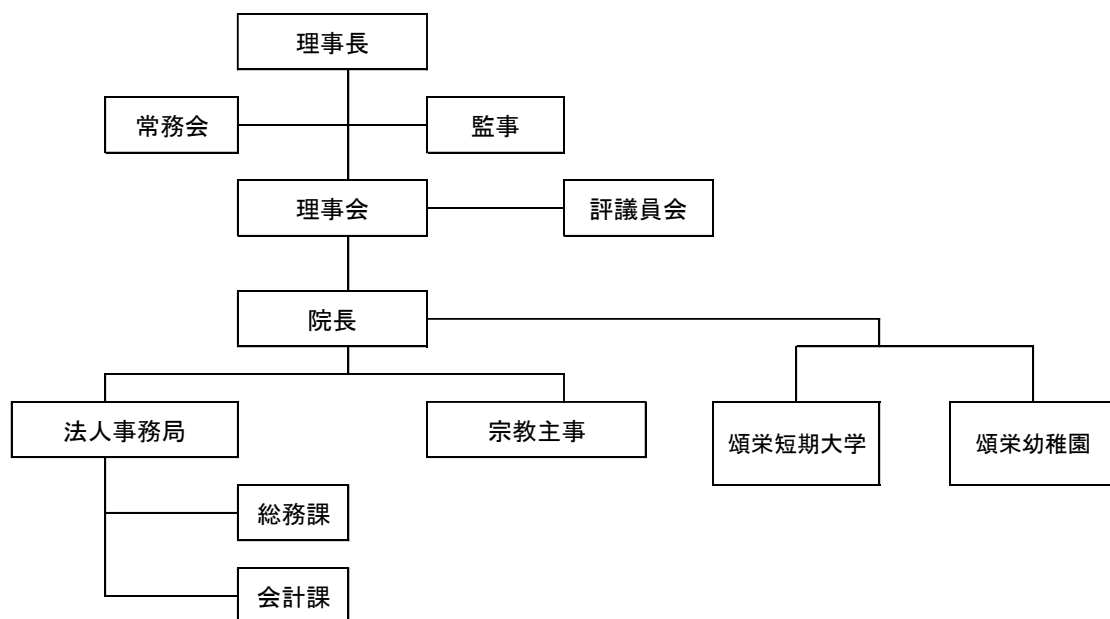 理事長
常務会
監事
理事会
評議員会
院長
法人事務局
宗教主事
頌栄短期大学
頌栄幼稚園
総務課
会計課